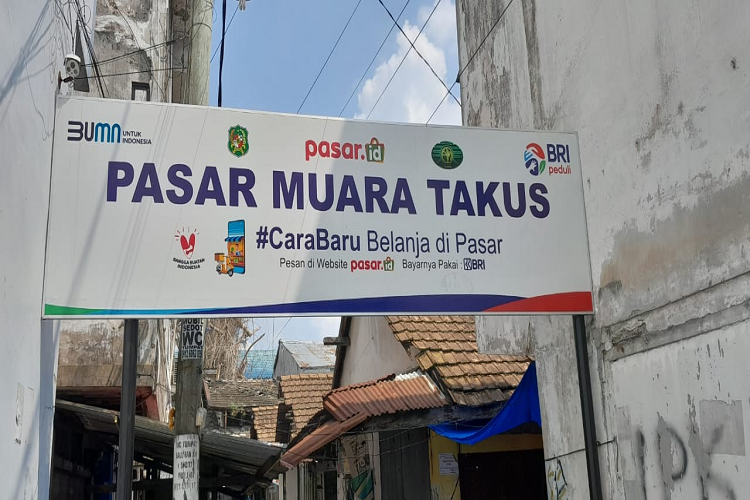 BUMN UNTUK INDONESIA
pasar.id
BRI peduli
PASAR MUARA TAKUS
BANGGA BUATAN INDONESIA
#CaraBaru Belanja di Pasar
Pesan di Website pasar.id Bayarnya Pakai : BRI
SEDOT
WC